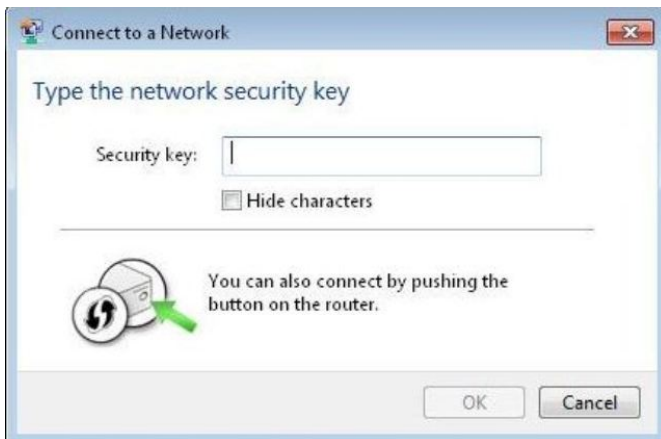 Connect to a Network
Type the network security key
Security key:
Hide characters
You can also connect by pushing the
button on the router.
OK
Cancel